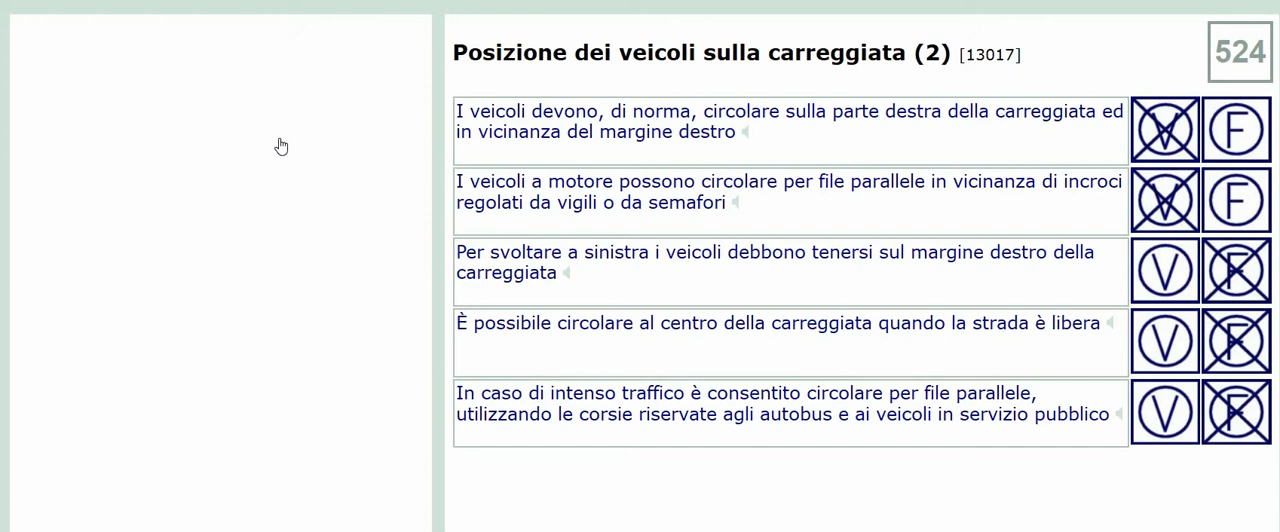 Posizione dei veicoli sulla carreggiata (2) [13017]
524
I veicoli devono, di norma, circolare sulla parte destra della carreggiata ed
in vicinanza del margine destro
V F
I veicoli a motore possono circolare per file parallele in vicinanza di incroci
regolati da vigili o da semafori
V F
Per svoltare a sinistra i veicoli debbono tenersi sul margine destro della
carreggiata
V F
È possibile circolare al centro della carreggiata quando la strada è libera
V F
In caso di intenso traffico è consentito circolare per file parallele,
utilizzando le corsie riservate agli autobus e ai veicoli in servizio pubblico
V F